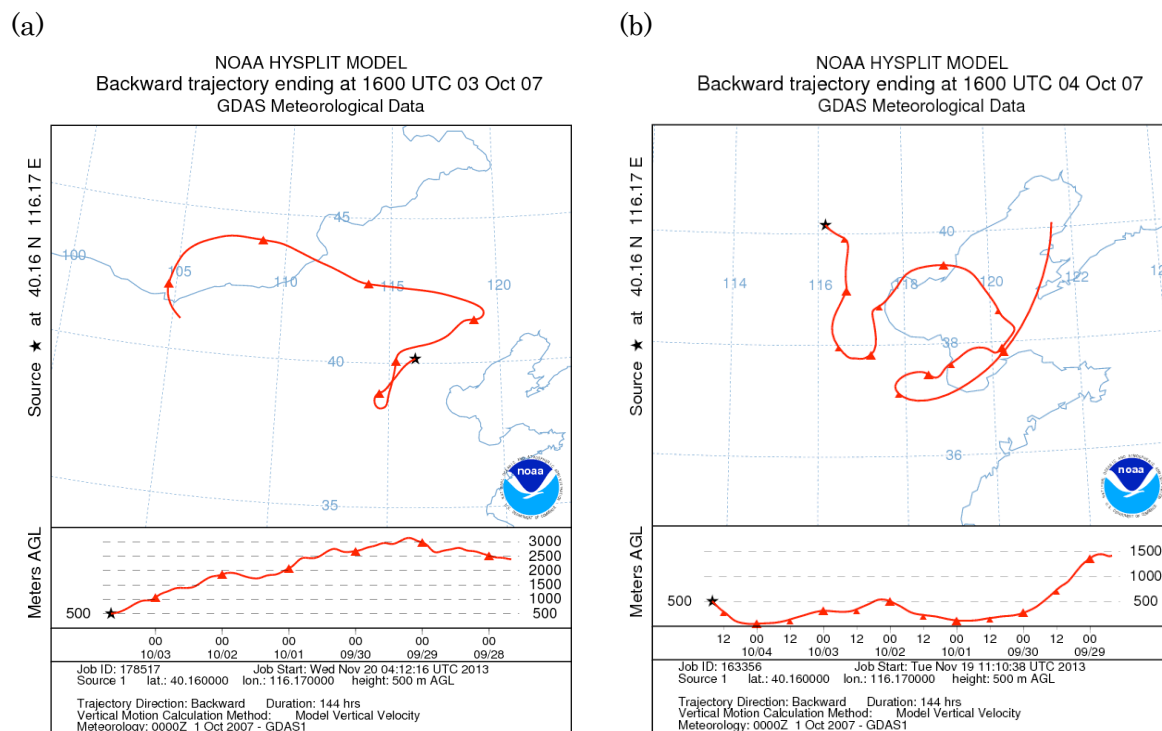 (a)
NOAA HYSPLIT MODEL
Backward trajectory ending at 1600 UTC 03 Oct 07
GDAS Meteorological Data
Source ★ at 40.16 N 116.17 E
45
100
105
110
115
120
40
35
noaa
Meters AGL
500
3000
2500
2000
1500
1000
500
00 00 00 00 00 00
10/03 10/02 10/01 09/30 09/29 09/28
Job ID: 178517 Job Start: Wed Nov 20 04:12:16 UTC 2013
Source 1 lat.: 40.160000 lon.: 116.170000 height: 500 m AGL
Trajectory Direction: Backward Duration: 144 hrs
Vertical Motion Calculation Method: Model Vertical Velocity
Meteorology: 0000Z 1 Oct 2007 - GDAS1
(b)
NOAA HYSPLIT MODEL
Backward trajectory ending at 1600 UTC 04 Oct 07
GDAS Meteorological Data
Source ★ at 40.16 N 116.17 E
40
114
116
118
120
122
12
38
36
noaa
Meters AGL
500
1500
1000
500
12 00 12 00 12 00 12 00 12 00 12 00
10/04 10/03 10/02 10/01 09/30 09/29
Job ID: 163356 Job Start: Tue Nov 19 11:10:38 UTC 2013
Source 1 lat.: 40.160000 lon.: 116.170000 height: 500 m AGL
Trajectory Direction: Backward Duration: 144 hrs
Vertical Motion Calculation Method: Model Vertical Velocity
Meteorology: 0000Z 1 Oct 2007 - GDAS1